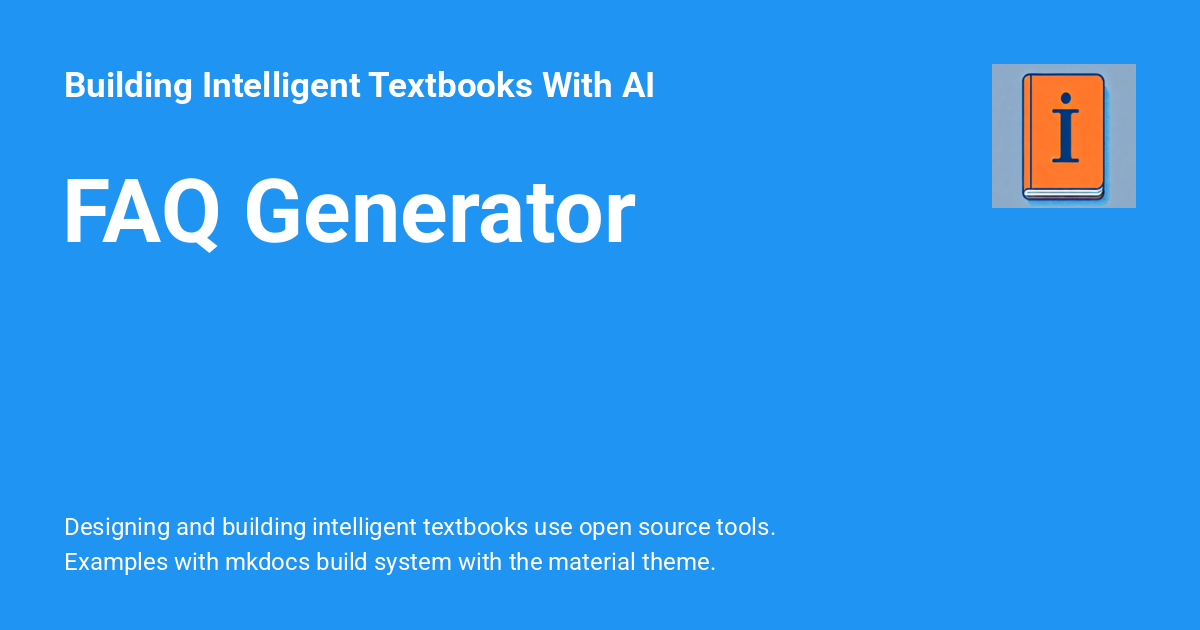 Building Intelligent Textbooks With AI
FAQ Generator
i
Designing and building intelligent textbooks use open source tools.
Examples with mkdocs build system with the material theme.